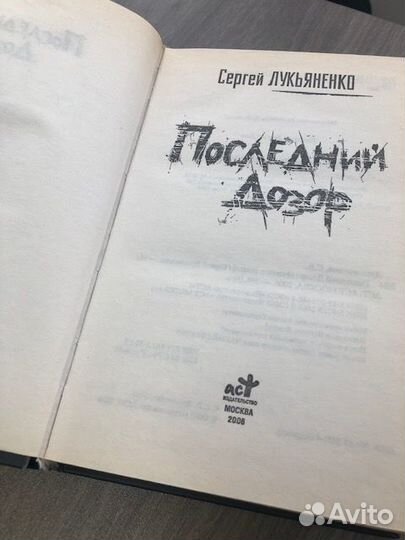 Сергей ЛУКЬЯНЕНКО
ПОСЛЕДНИЙ
ДОЗОР
аст
ИЗДАТЕЛЬСТВО
МОСКВА
2006
Avito